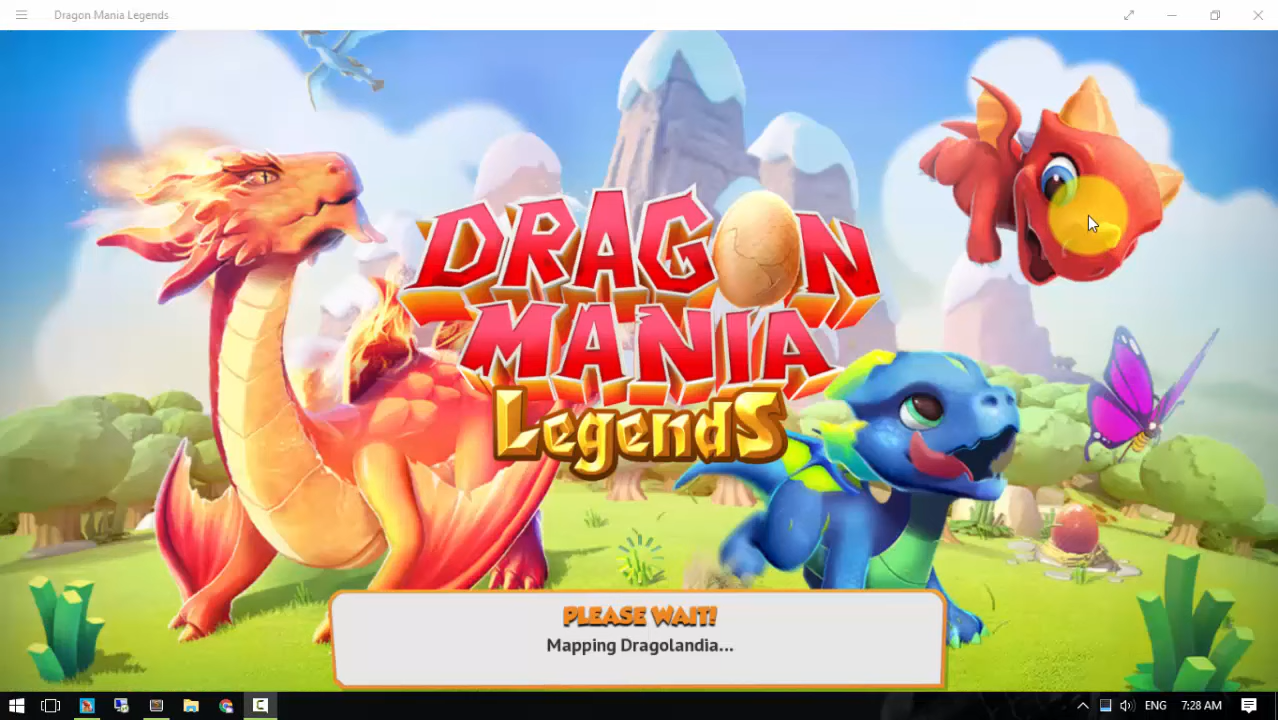 Dragon Mania Legends
DRAGON
MANIA
Legends
PLEASE WAIT!
Mapping Dragolandia...
ENG
7:28 AM